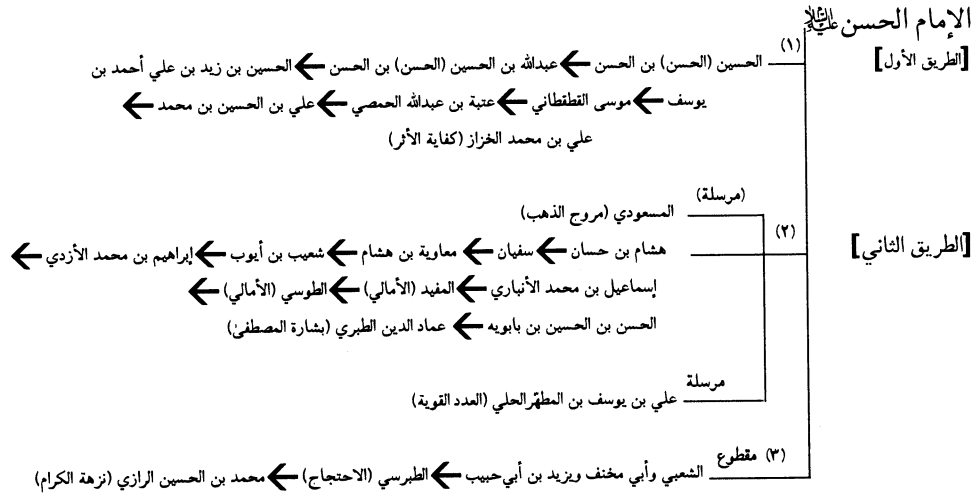 الإمام الحسن عليه السلام
[الطريق الأول]
(١)
الحسين (الحسن) بن الحسن ← عبدالله بن الحسين (الحسن) بن الحسن ← الحسين بن زيد بن علي أحمد بن
يوسف ← موسى القطقطاني ← عتبة بن عبدالله الحمصي ← علي بن الحسين بن محمد ←
علي بن محمد الخزاز (كفاية الأثر)
[الطريق الثاني]
(٢)
(مرسلة)
المسعودي (مروج الذهب)
هشام بن حسان ← سفيان ← معاوية بن هشام ← شعيب بن أيوب ← إبراهيم بن محمد الأزدي ←
إسماعيل بن محمد الأنباري ← المفيد (الأمالي) ← الطوسي (الأمالي) ←
الحسن بن الحسين بن بابويه ← عماد الدين الطبري (بشارة المصطفىٰ)
مرسلة
علي بن يوسف بن المطهّر الحلي (العدد القوية)
(٣) مقطوع
الشعبي وأبي مخنف ويزيد بن أبي حبيب ← الطبرسي (الاحتجاج) ← محمد بن الحسين الرازي (نزهة الكرام)